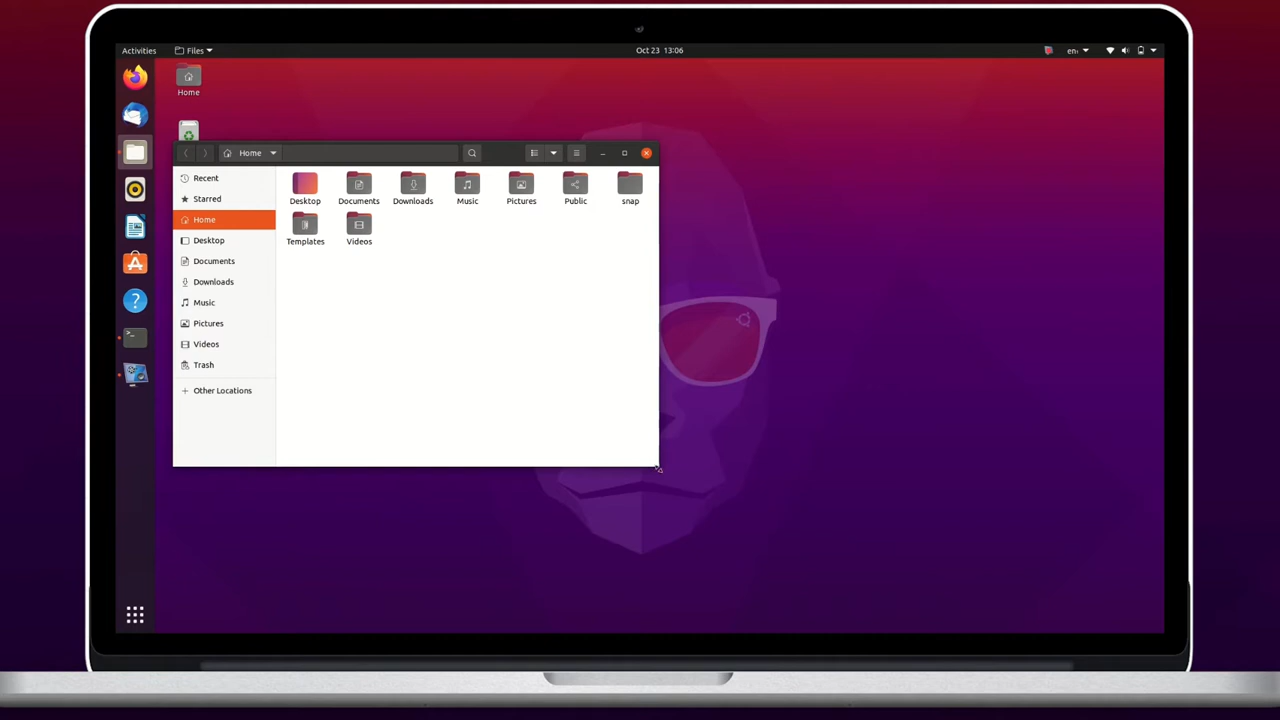 Activities
Files
Oct 23 13:06
en
Home
Home
Recent
Starred
Home
Desktop
Documents
Downloads
Music
Pictures
Videos
Trash
Other Locations
Desktop
Documents
Downloads
Music
Pictures
Public
snap
Templates
Videos